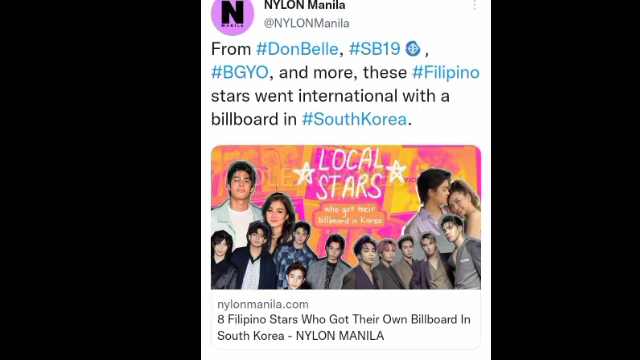 NYLON Manila
@NYLONManila
From #DonBelle, #SB19 ,
#BGYO, and more, these #Filipino
stars went international with a
billboard in #SouthKorea.
LOCAL
STARS
who got their
billboard in Korea
nylonmanila.com
8 Filipino Stars Who Got Their Own Billboard In
South Korea - NYLON MANILA